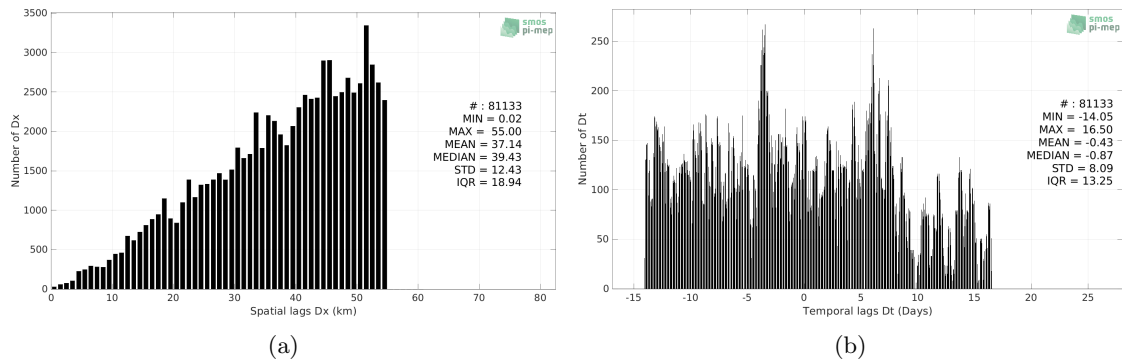 3500
3000
2500
2000
1500
1000
500
0
Number of Dx
0 10 20 30 40 50 60 70 80
Spatial lags Dx (km)
smos
pi-mep
# : 81133
MIN = 0.02
MAX = 55.00
MEAN = 37.14
MEDIAN = 39.43
STD = 12.43
IQR = 18.94
(a)
250
200
150
100
50
0
Number of Dt
-15 -10 -5 0 5 10 15 20 25
Temporal lags Dt (Days)
smos
pi-mep
# : 81133
MIN = -14.05
MAX = 16.50
MEAN = -0.43
MEDIAN = -0.87
STD = 8.09
IQR = 13.25
(b)